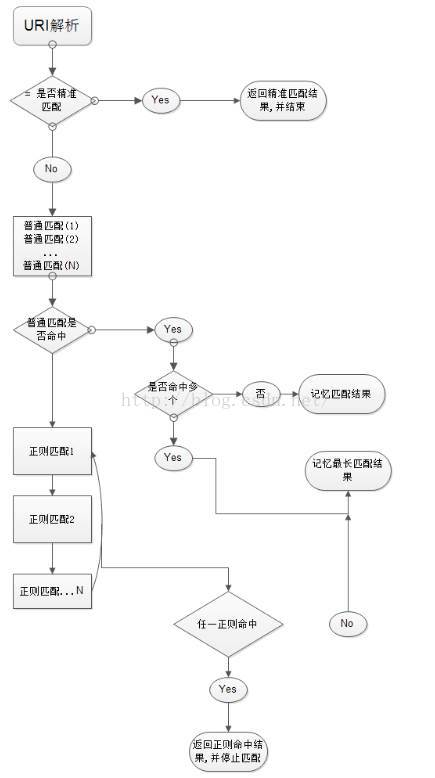 URI解析
= 是否精准
匹配
Yes
返回精准匹配结
果,并结束
No
普通匹配(1)
普通匹配(2)
...
普通匹配(N)
普通匹配是
否命中
Yes
是否命中多
个
否
记忆匹配结果
http://blog.csdn.net/
Yes
记忆最长匹配结
果
正则匹配1
正则匹配2
正则匹配...N
任一正则命中
No
Yes
返回正则命中结
果,并停止匹配